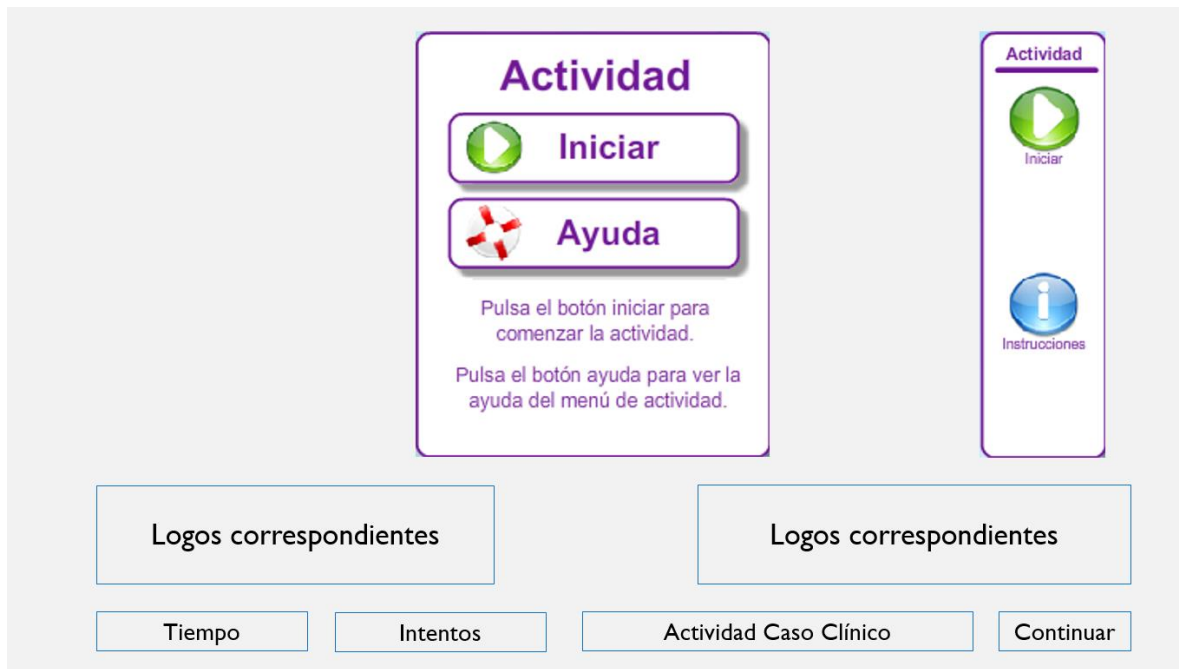 Actividad
Iniciar
Ayuda
Pulsa el botón iniciar para
comenzar la actividad.
Pulsa el botón ayuda para ver la
ayuda del menú de actividad.
Actividad
Iniciar
Instrucciones
Logos correspondientes
Logos correspondientes
Tiempo
Intentos
Actividad Caso Clínico
Continuar